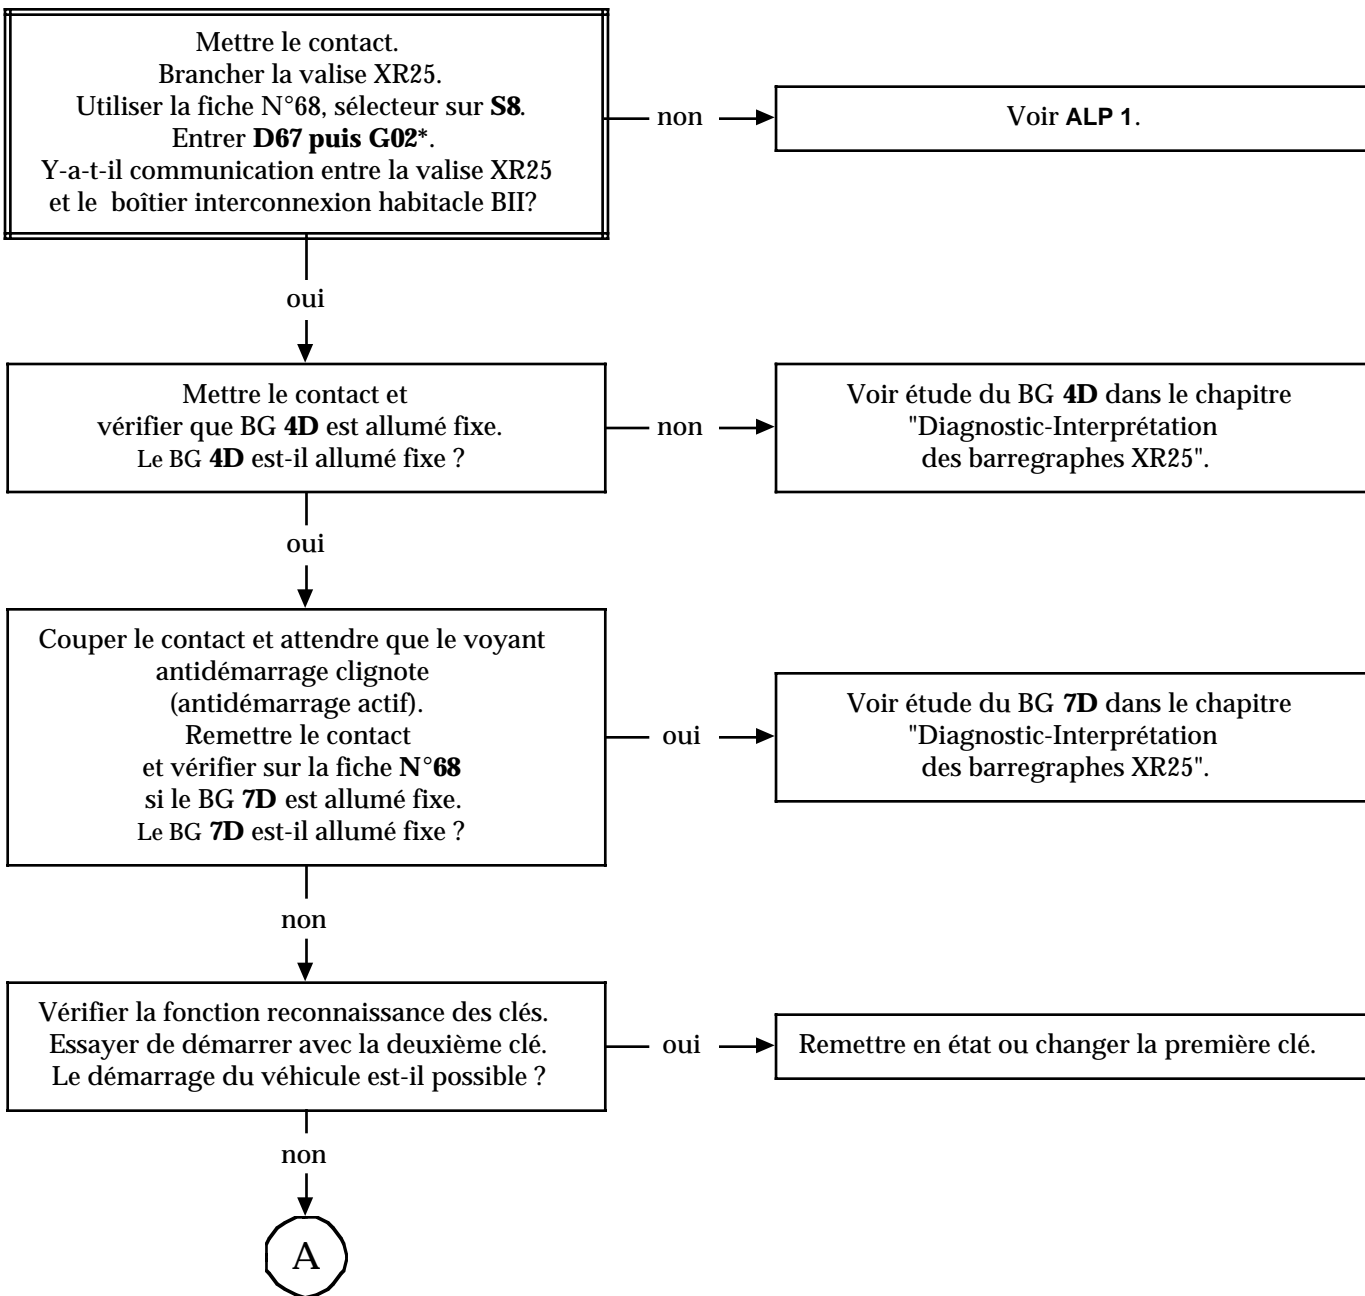 Mettre le contact.
Brancher la valise XR25.
Utiliser la fiche N°68, sélecteur sur S8.
Entrer D67 puis G02*.
Y-a-t-il communication entre la valise XR25
et le boîtier interconnexion habitacle BII?
non
Voir ALP 1.
oui
Mettre le contact et
vérifier que BG 4D est allumé fixe.
Le BG 4D est-il allumé fixe ?
non
Voir étude du BG 4D dans le chapitre
"Diagnostic-Interprétation
des barregraphes XR25".
oui
Couper le contact et attendre que le voyant
antidémarrage clignote
(antidémarrage actif).
Remettre le contact
et vérifier sur la fiche N°68
si le BG 7D est allumé fixe.
Le BG 7D est-il allumé fixe ?
oui
Voir étude du BG 7D dans le chapitre
"Diagnostic-Interprétation
des barregraphes XR25".
non
Vérifier la fonction reconnaissance des clés.
Essayer de démarrer avec la deuxième clé.
Le démarrage du véhicule est-il possible ?
oui
Remettre en état ou changer la première clé.
non
A